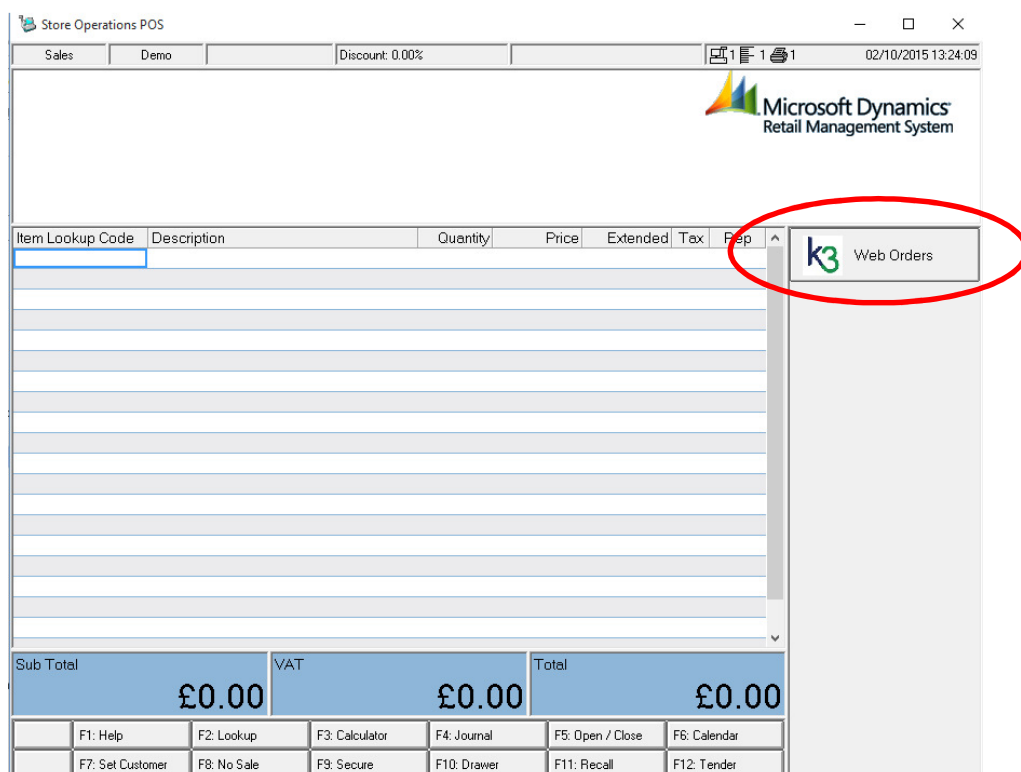 Store Operations POS
Sales Demo Discount: 0.00% 1 1 1 02/10/2015 13:24:09
Microsoft Dynamics
Retail Management System
Item Lookup Code Description Quantity Price Extended Tax Rep
k3 Web Orders
Sub Total VAT Total
£0.00 £0.00 £0.00
F1: Help F2: Lookup F3: Calculator F4: Journal F5: Open / Close F6: Calendar
F7: Set Customer F8: No Sale F9: Secure F10: Drawer F11: Recall F12: Tender